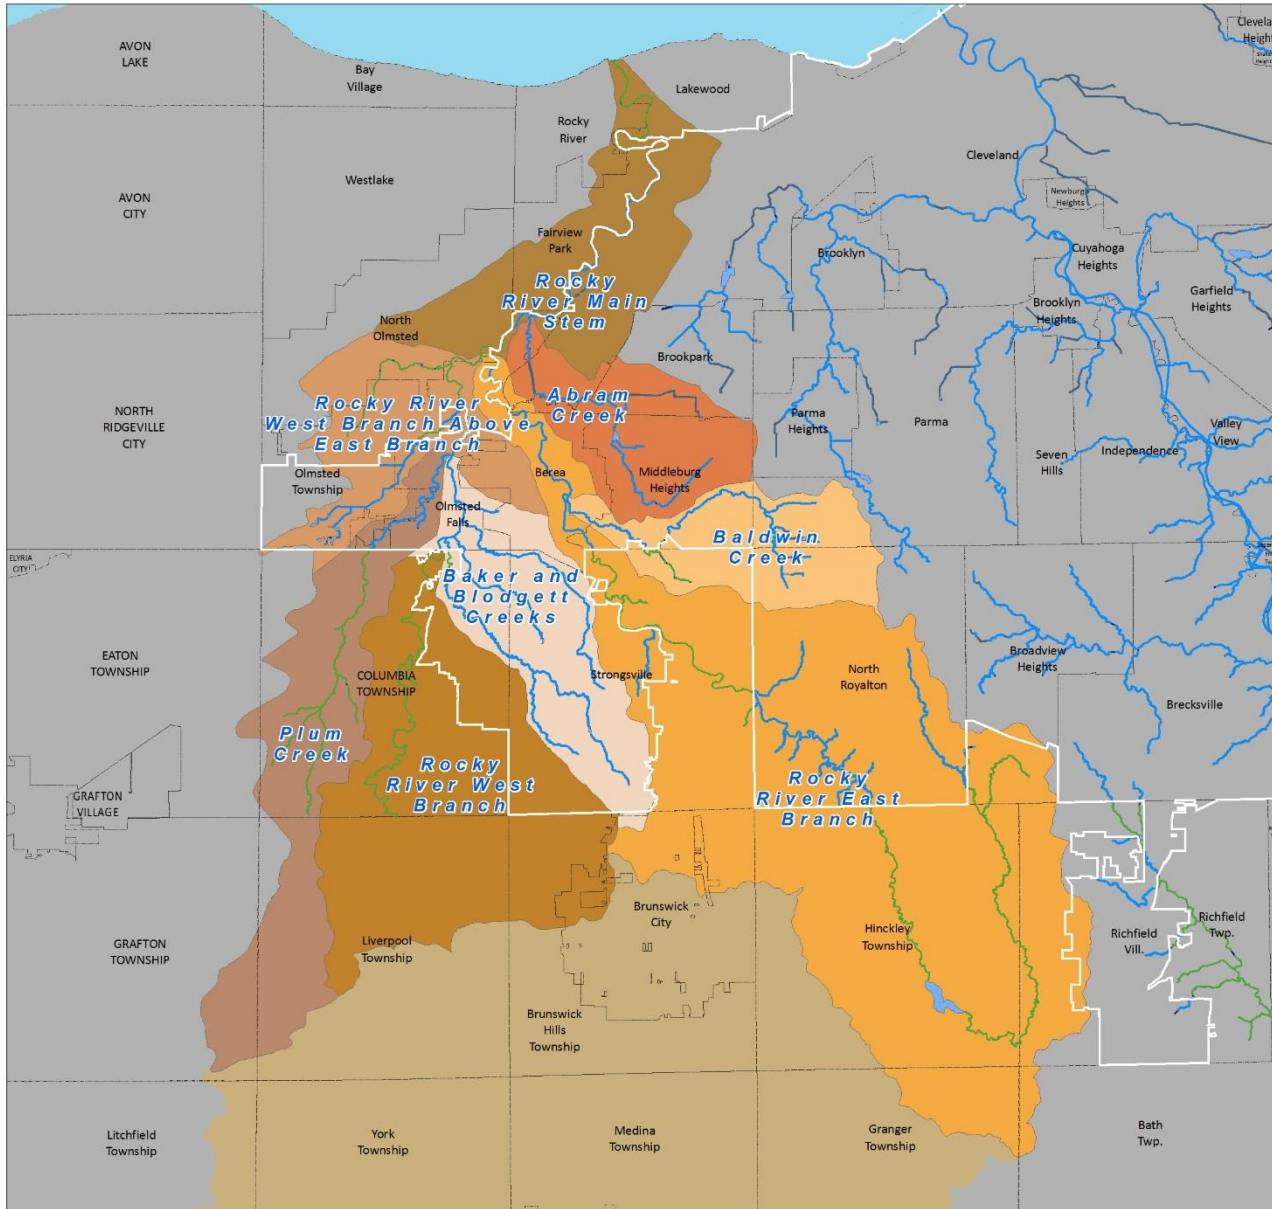 AVON
LAKE
Bay
Village
Lakewood
Rocky
River
Cleveland
Westlake
AVON
CITY
Newburgh
Heights
Fairview
Park
Brooklyn
Cuyahoga
Heights
Garfield
Heights
Rocky
River Main
Stem
Brooklyn
Heights
North
Olmsted
Brookpark
Abram
Creek
Rocky River
West Branch Above
East Branch
NORTH
RIDGEVILLE
CITY
Parma
Heights
Parma
Valley
View
Seven
Hills
Independence
Olmsted
Township
Berea
Middleburg
Heights
Olmsted
Falls
Baldwin
Creek
ELYRIA
CITY
Baker and
Blodgett
Creeks
EATON
TOWNSHIP
COLUMBIA
TOWNSHIP
Strongsville
North
Royalton
Broadview
Heights
Brecksville
Plum
Creek
Rocky
River West
Branch
Rocky
River East
Branch
GRAFTON
VILLAGE
Brunswick
City
GRAFTON
TOWNSHIP
Liverpool
Township
Hinckley
Township
Richfield
Vill.
Richfield
Twp.
Brunswick
Hills
Township
Litchfield
Township
York
Township
Medina
Township
Granger
Township
Bath
Twp.